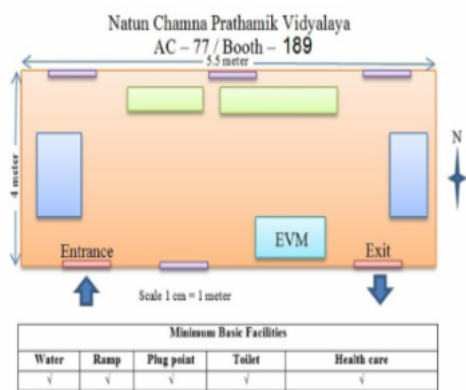 Natun Chamna Prathamik Vidyalaya
AC – 77 / Booth – 189
5.5 meter
4 meter
N
EVM
Entrance
Exit
Scale 1 cm = 1 meter
Minimum Basic Facilities
Water Ramp Plug point Toilet Health care
√ √ √ √ √